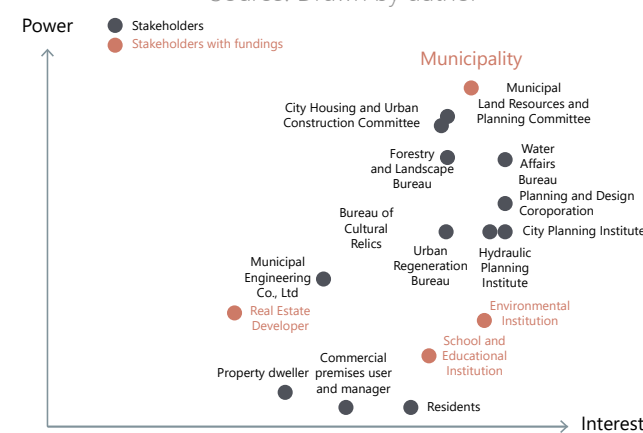 Source: Drawn by author
Power
Stakeholders
Stakeholders with fundings
Municipality
Municipal
Land Resources and
Planning Committee
City Housing and Urban
Construction Committee
Forestry
and Landscape
Bureau
Water
Affairs
Bureau
Planning and Design
Coroporation
Bureau of
Cultural
Relics
City Planning Institute
Urban
Regeneration
Bureau
Hydraulic
Planning
Institute
Municipal
Engineering
Co., Ltd
Real Estate
Developer
Environmental
Institution
School and
Educational
Institution
Property dweller
Commercial
premises user
and manager
Residents
Interest